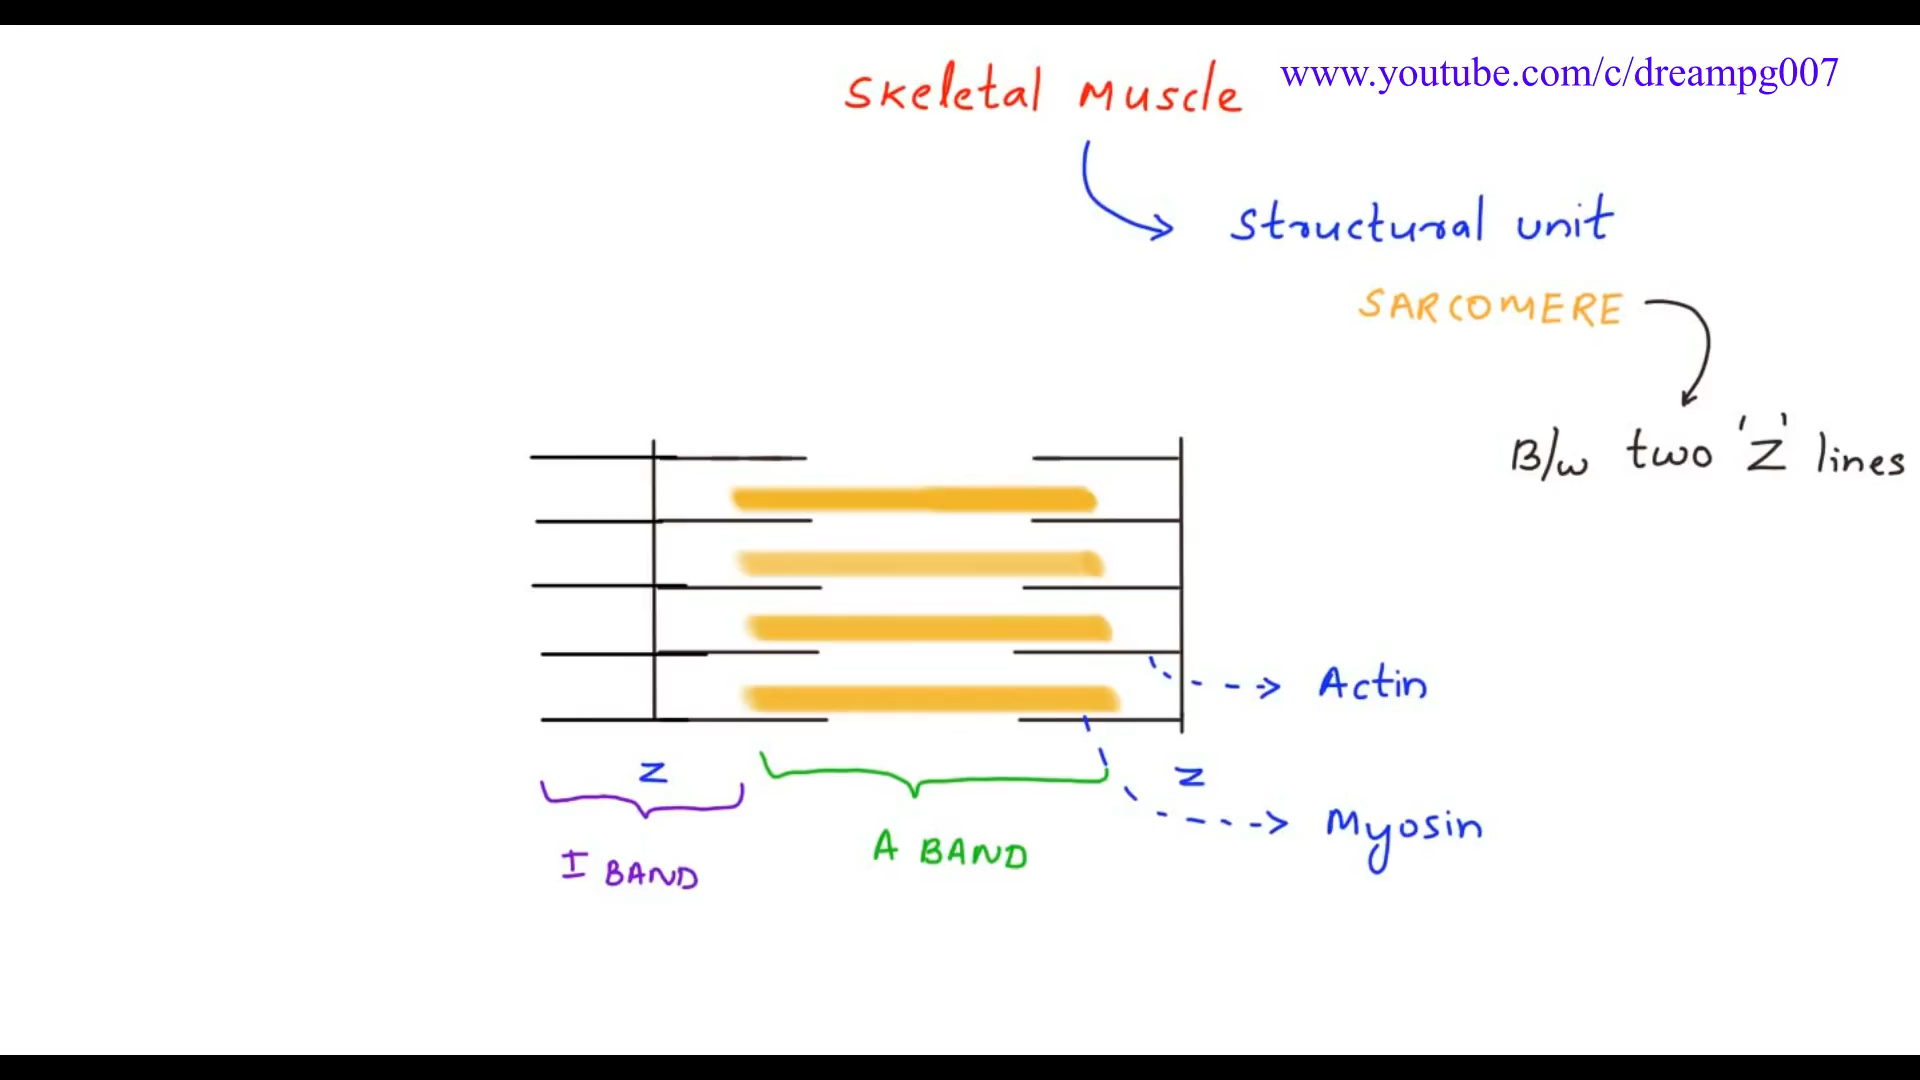 Skeletal Muscle
www.youtube.com/c/dreampg007
Structural unit
SARCOMERE
B/w two 'Z' lines
Actin
Z
Z
Myosin
I BAND
A BAND